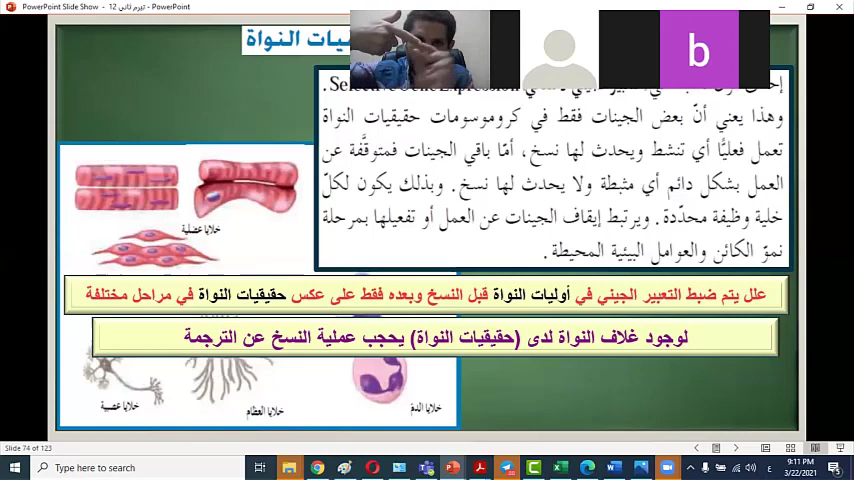 PowerPoint Slide Show - تيرم ثاني 12 - PowerPoint
يات النواة
b
Selective Gene Expression.
وهذا يعني أنّ بعض الجينات فقط في كروموسومات حقيقيات النواة
تعمل فعليًّا أي تنشط ويحدث لها نسخ، أمّا باقي الجينات فمتوقَّفة عن
العمل بشكل دائم أي مثبطة ولا يحدث لها نسخ. وبذلك يكون لكلّ
خلية وظيفة محدّدة. ويرتبط إيقاف الجينات عن العمل أو تفعيلها بمرحلة
نموّ الكائن والعوامل البيئية المحيطة.
خلايا عضلية
علل يتم ضبط التعبير الجيني في أوليات النواة قبل النسخ وبعده فقط على عكس حقيقيات النواة في مراحل مختلفة
لوجود غلاف النواة لدى (حقيقيات النواة) يحجب عملية النسخ عن الترجمة
خلايا الدمّ
خلايا العظام
خلايا عصبية
Slide 74 of 123
Type here to search
ع
9:11 PM
3/22/2021